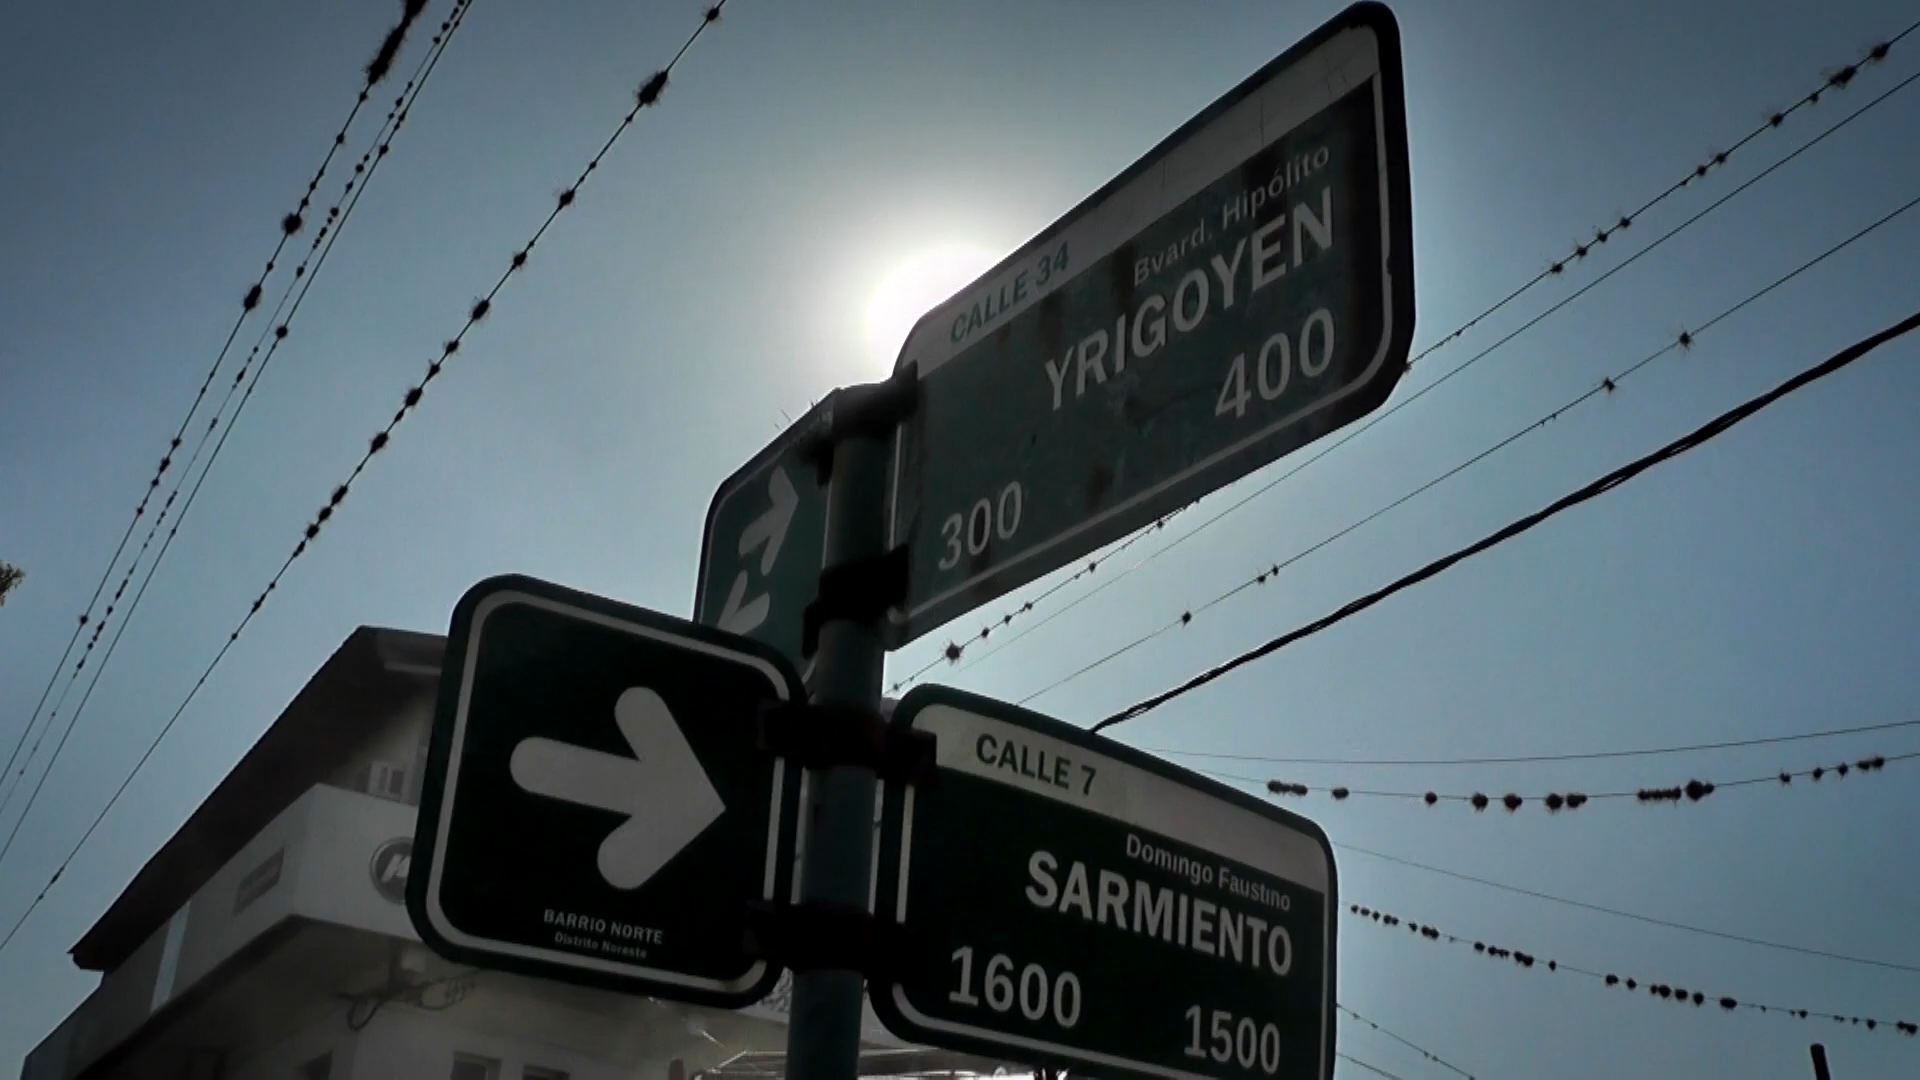 CALLE 34
Bvard. Hipólito
YRIGOYEN
300 400
CALLE 7
Domingo Faustino
SARMIENTO
1600 1500
BARRIO NORTE
Distrito Noreste